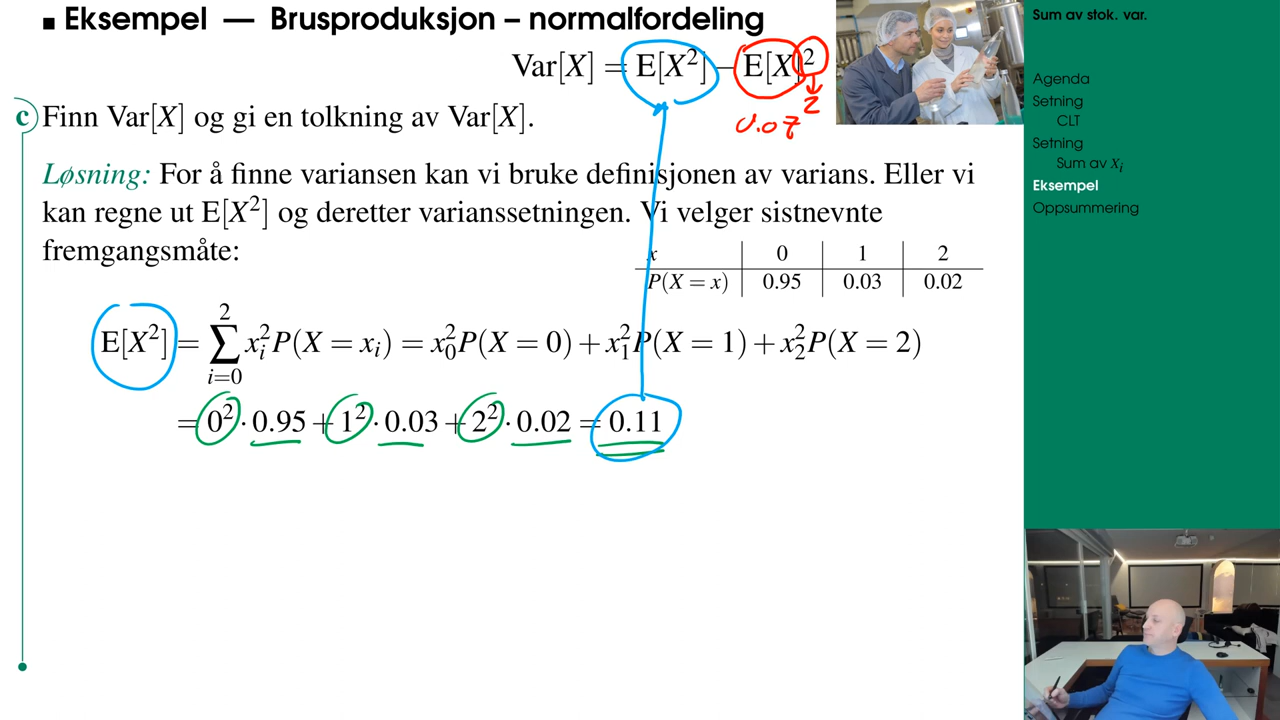 Eksempel — Brusproduksjon – normalfordeling
Var[X] = E[X²] – E[X]²
2
0.07²
c Finn Var[X] og gi en tolkning av Var[X].
Løsning: For å finne variansen kan vi bruke definisjonen av varians. Eller vi
kan regne ut E[X²] og deretter varianssetningen. Vi velger sistnevnte
fremgangsmåte:
x 0 1 2
P(X = x) 0.95 0.03 0.02
E[X²] = ∑_{i=0}^{2} x_i² P(X = x_i) = x_0² P(X = 0) + x_1² P(X = 1) + x_2² P(X = 2)
= 0² · 0.95 + 1² · 0.03 + 2² · 0.02 = 0.11
Sum av stok. var.
Agenda
Setning
CLT
Setning
Sum av X_i
Eksempel
Oppsummering